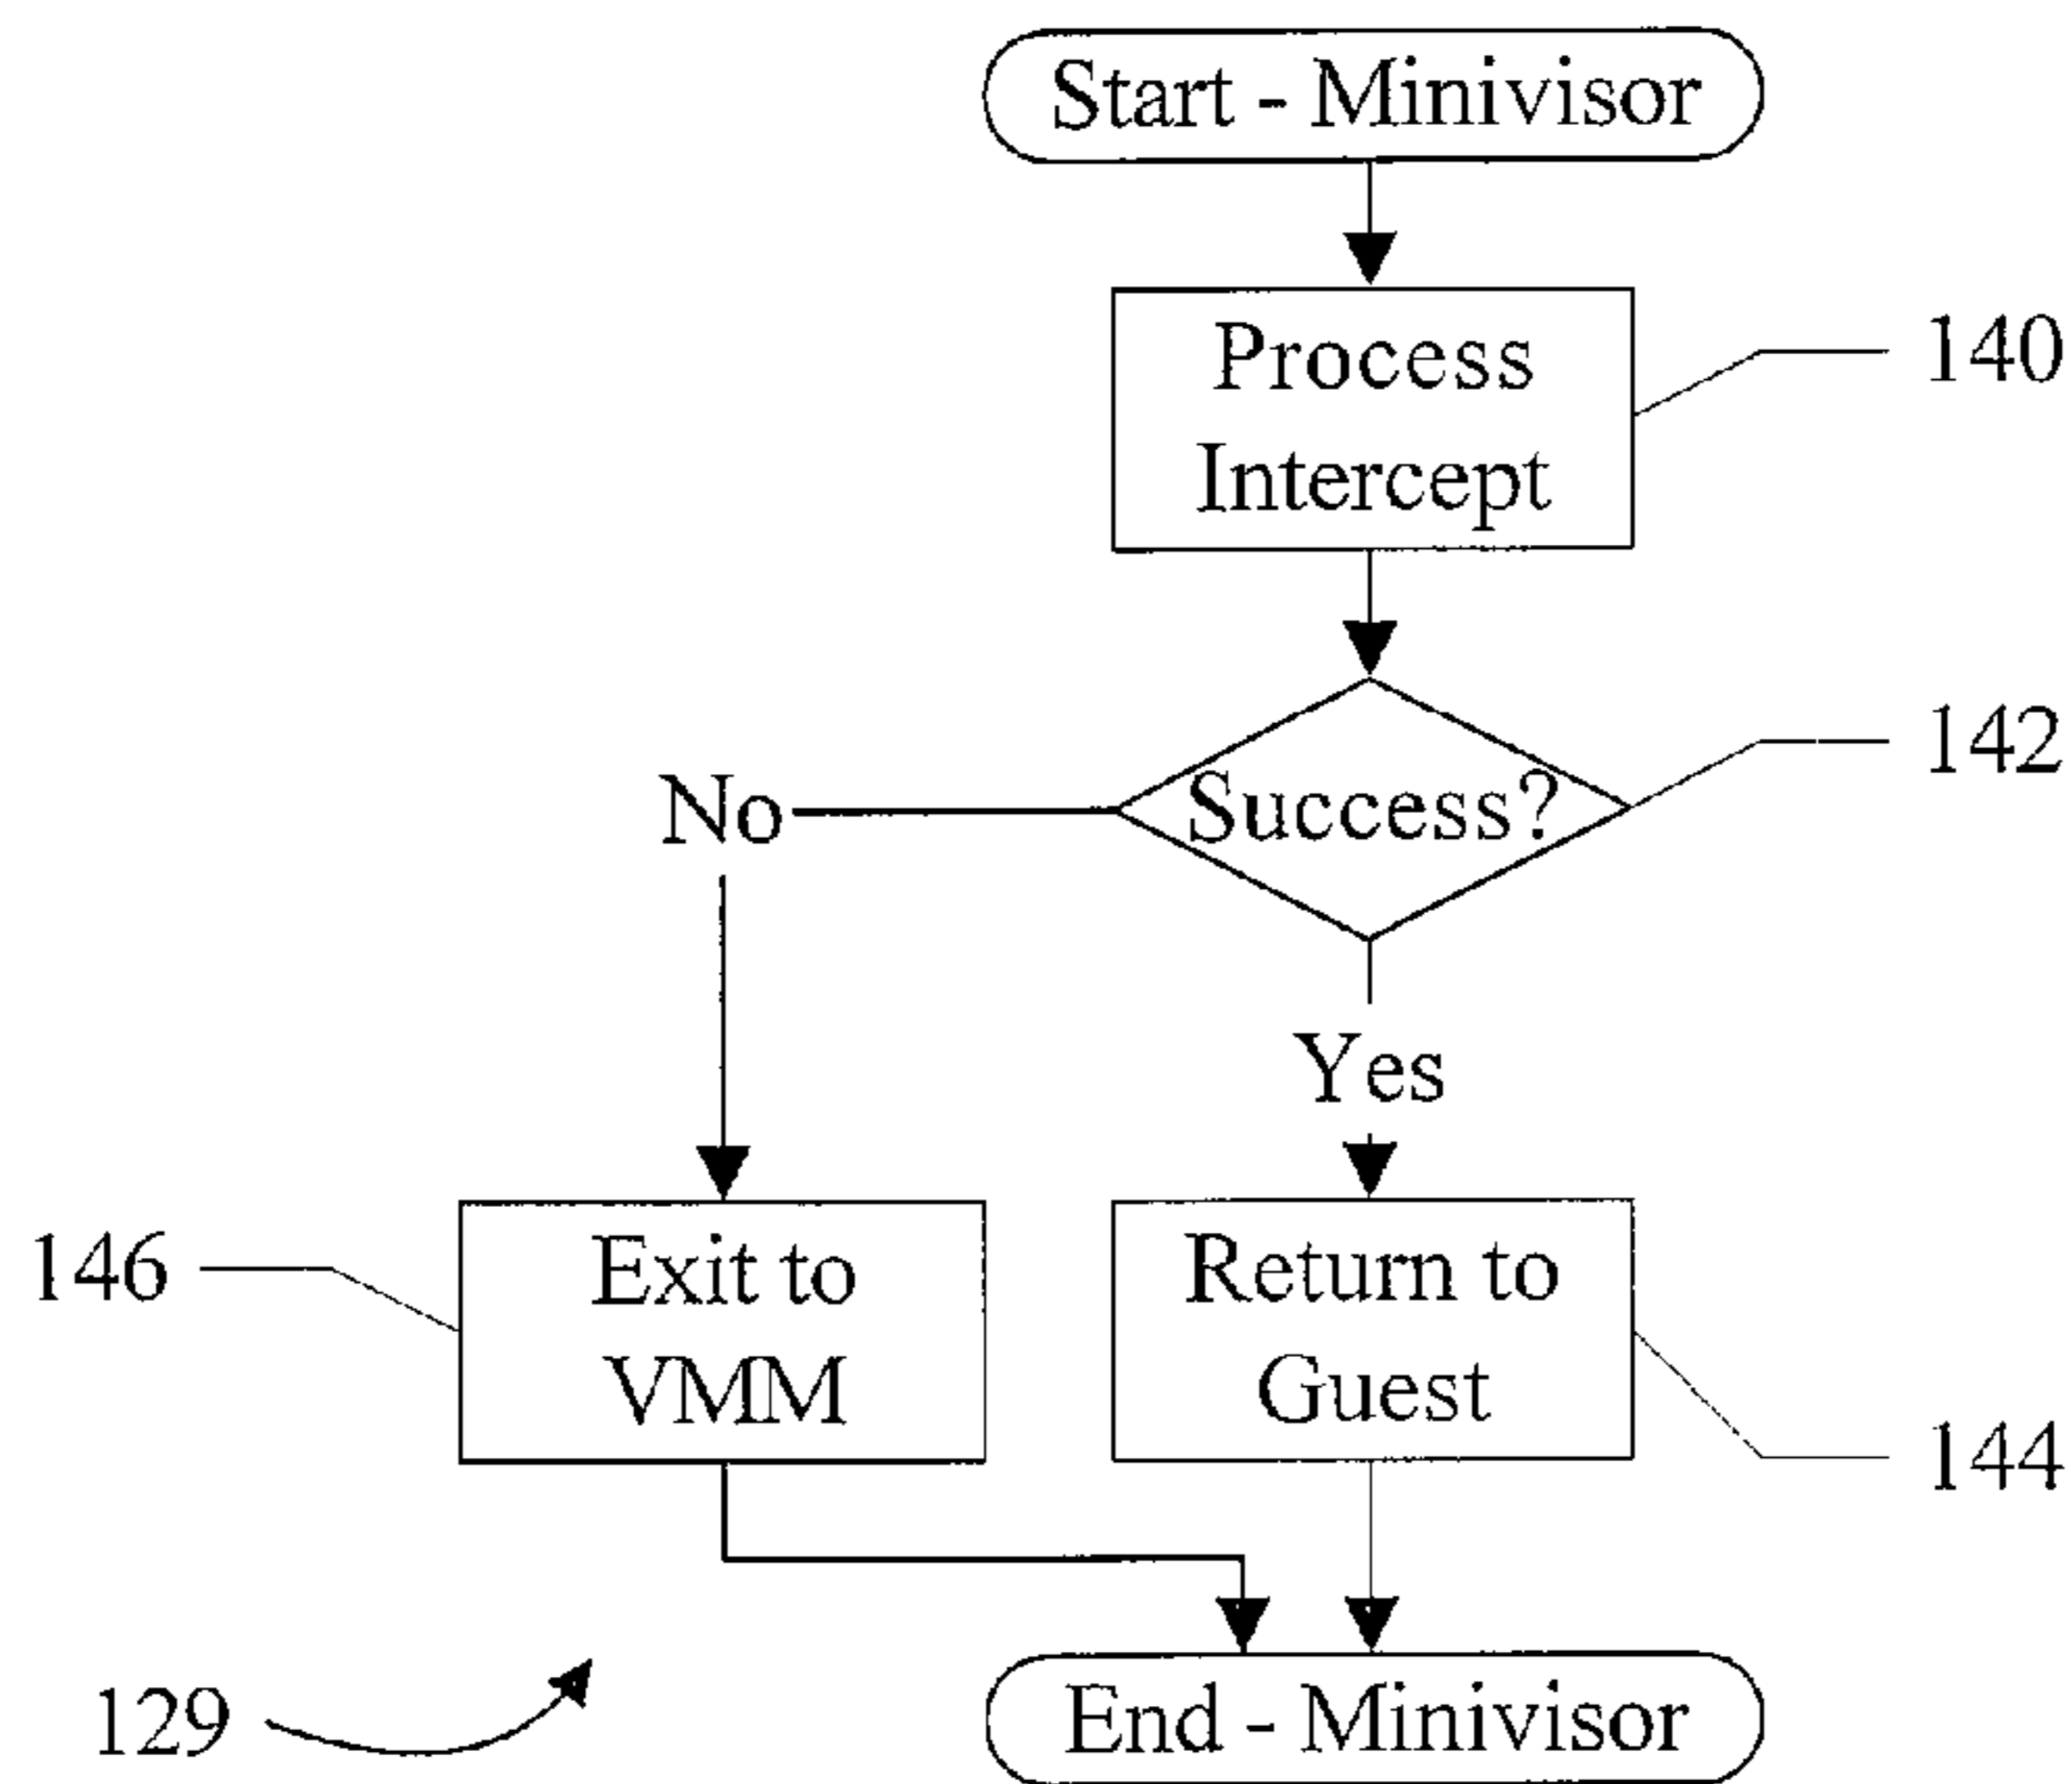 Start - Minivisor
Process
Intercept
140
Success?
142
No
Yes
146
Exit to
VMM
Return to
Guest
144
129
End - Minivisor